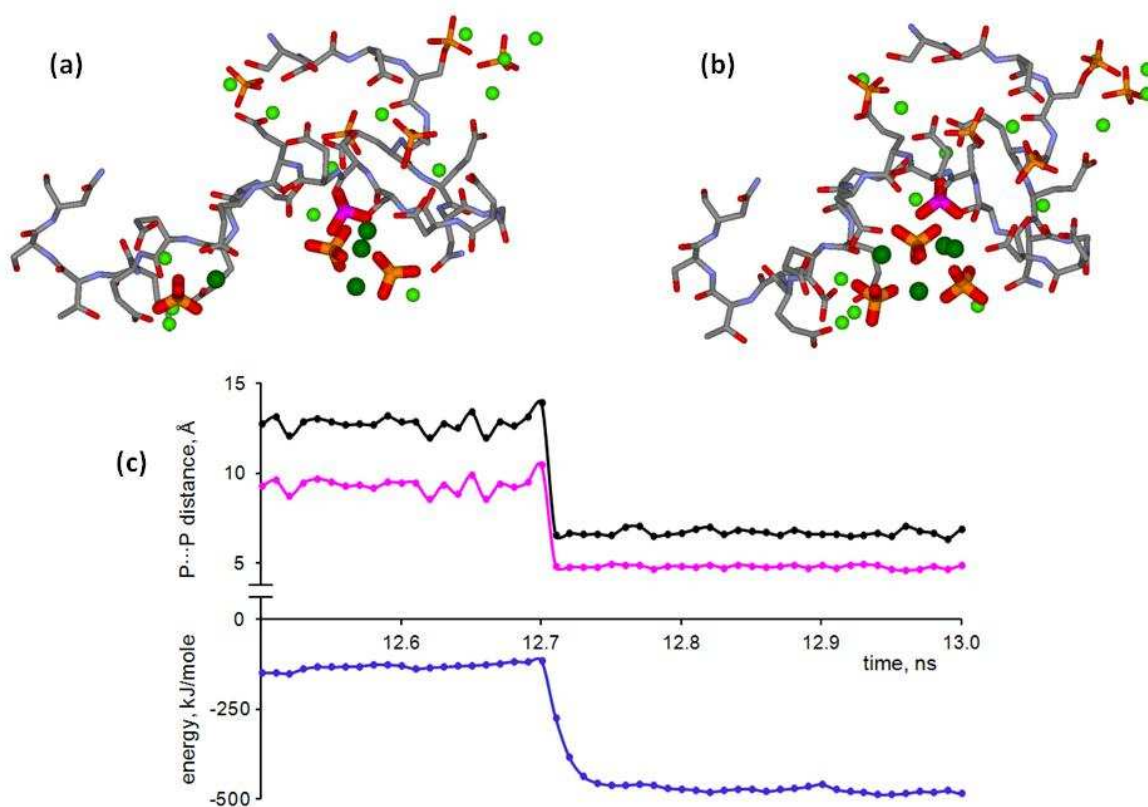 (a)
(b)
(c)
P···P distance, Å
15
10
5
0
12.6
12.7
12.8
12.9
13.0
time, ns
energy, kJ/mole
-250
-500